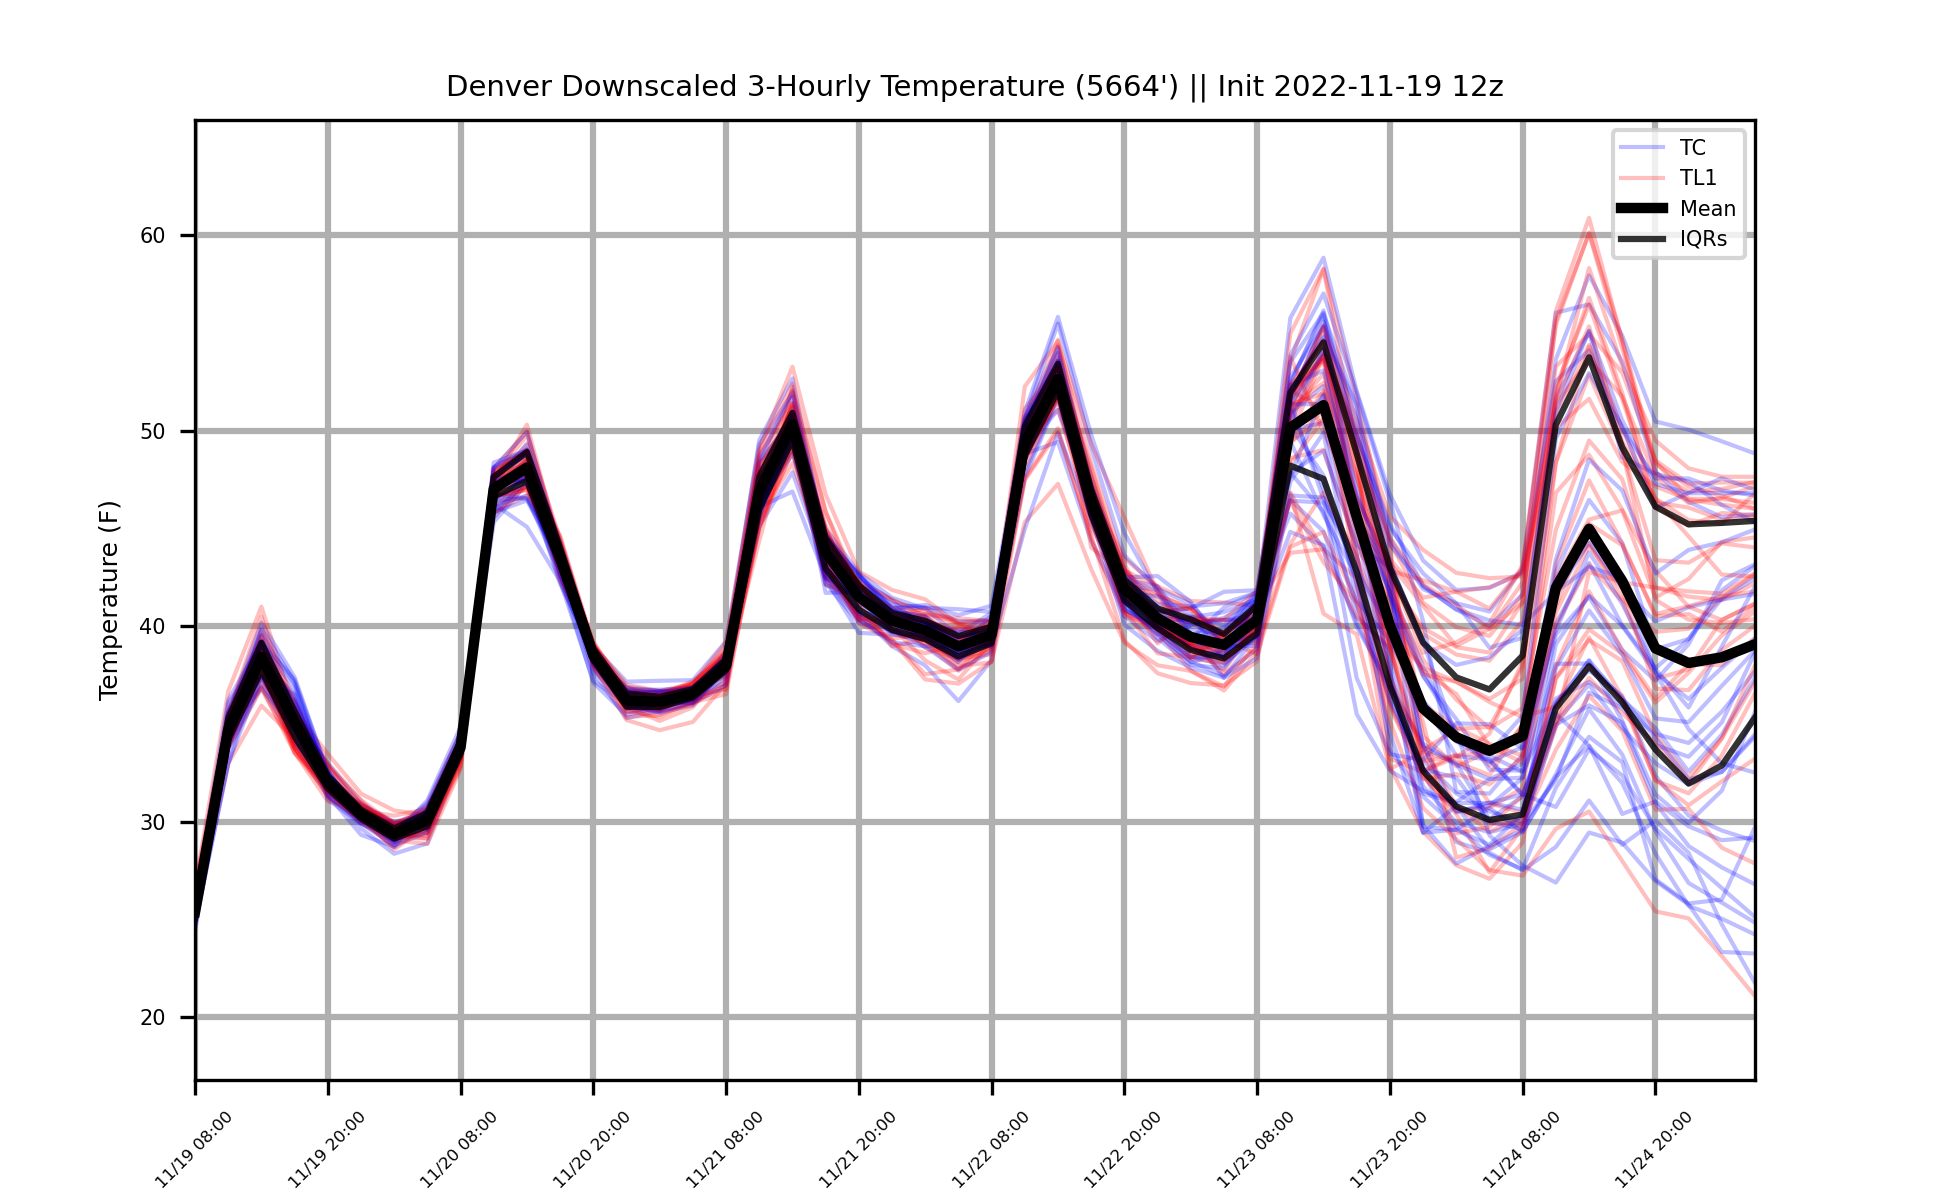 Denver Downscaled 3-Hourly Temperature (5664') || Init 2022-11-19 12z
TC
TL1
Mean
IQRs
Temperature (F)
60
50
40
30
20
11/19 08:00
11/19 20:00
11/20 08:00
11/20 20:00
11/21 08:00
11/21 20:00
11/22 08:00
11/22 20:00
11/23 08:00
11/23 20:00
11/24 08:00
11/24 20:00